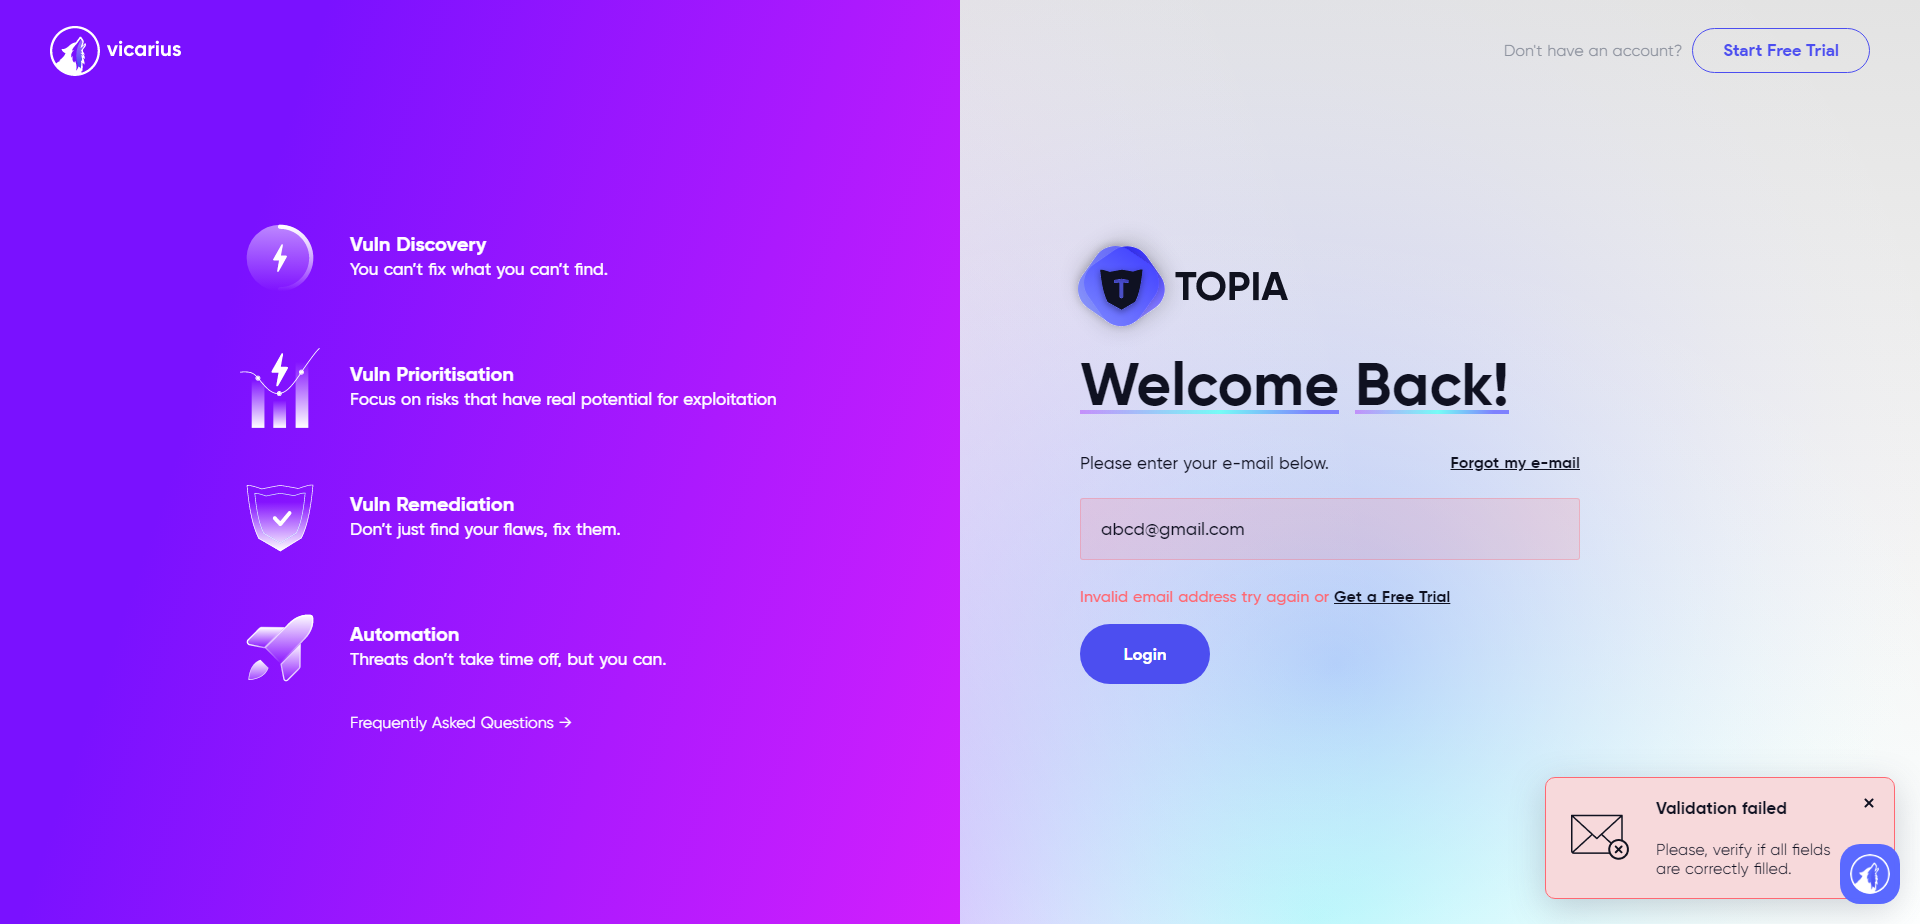 vicarius
Don't have an account?
Start Free Trial
Vuln Discovery
You can't fix what you can't find.
Vuln Prioritisation
Focus on risks that have real potential for exploitation
Vuln Remediation
Don't just find your flaws, fix them.
Automation
Threats don't take time off, but you can.
Frequently Asked Questions →
T TOPIA
Welcome Back!
Please enter your e-mail below.
Forgot my e-mail
abcd@gmail.com
Invalid email address try again or Get a Free Trial
Login
Validation failed
Please, verify if all fields
are correctly filled.